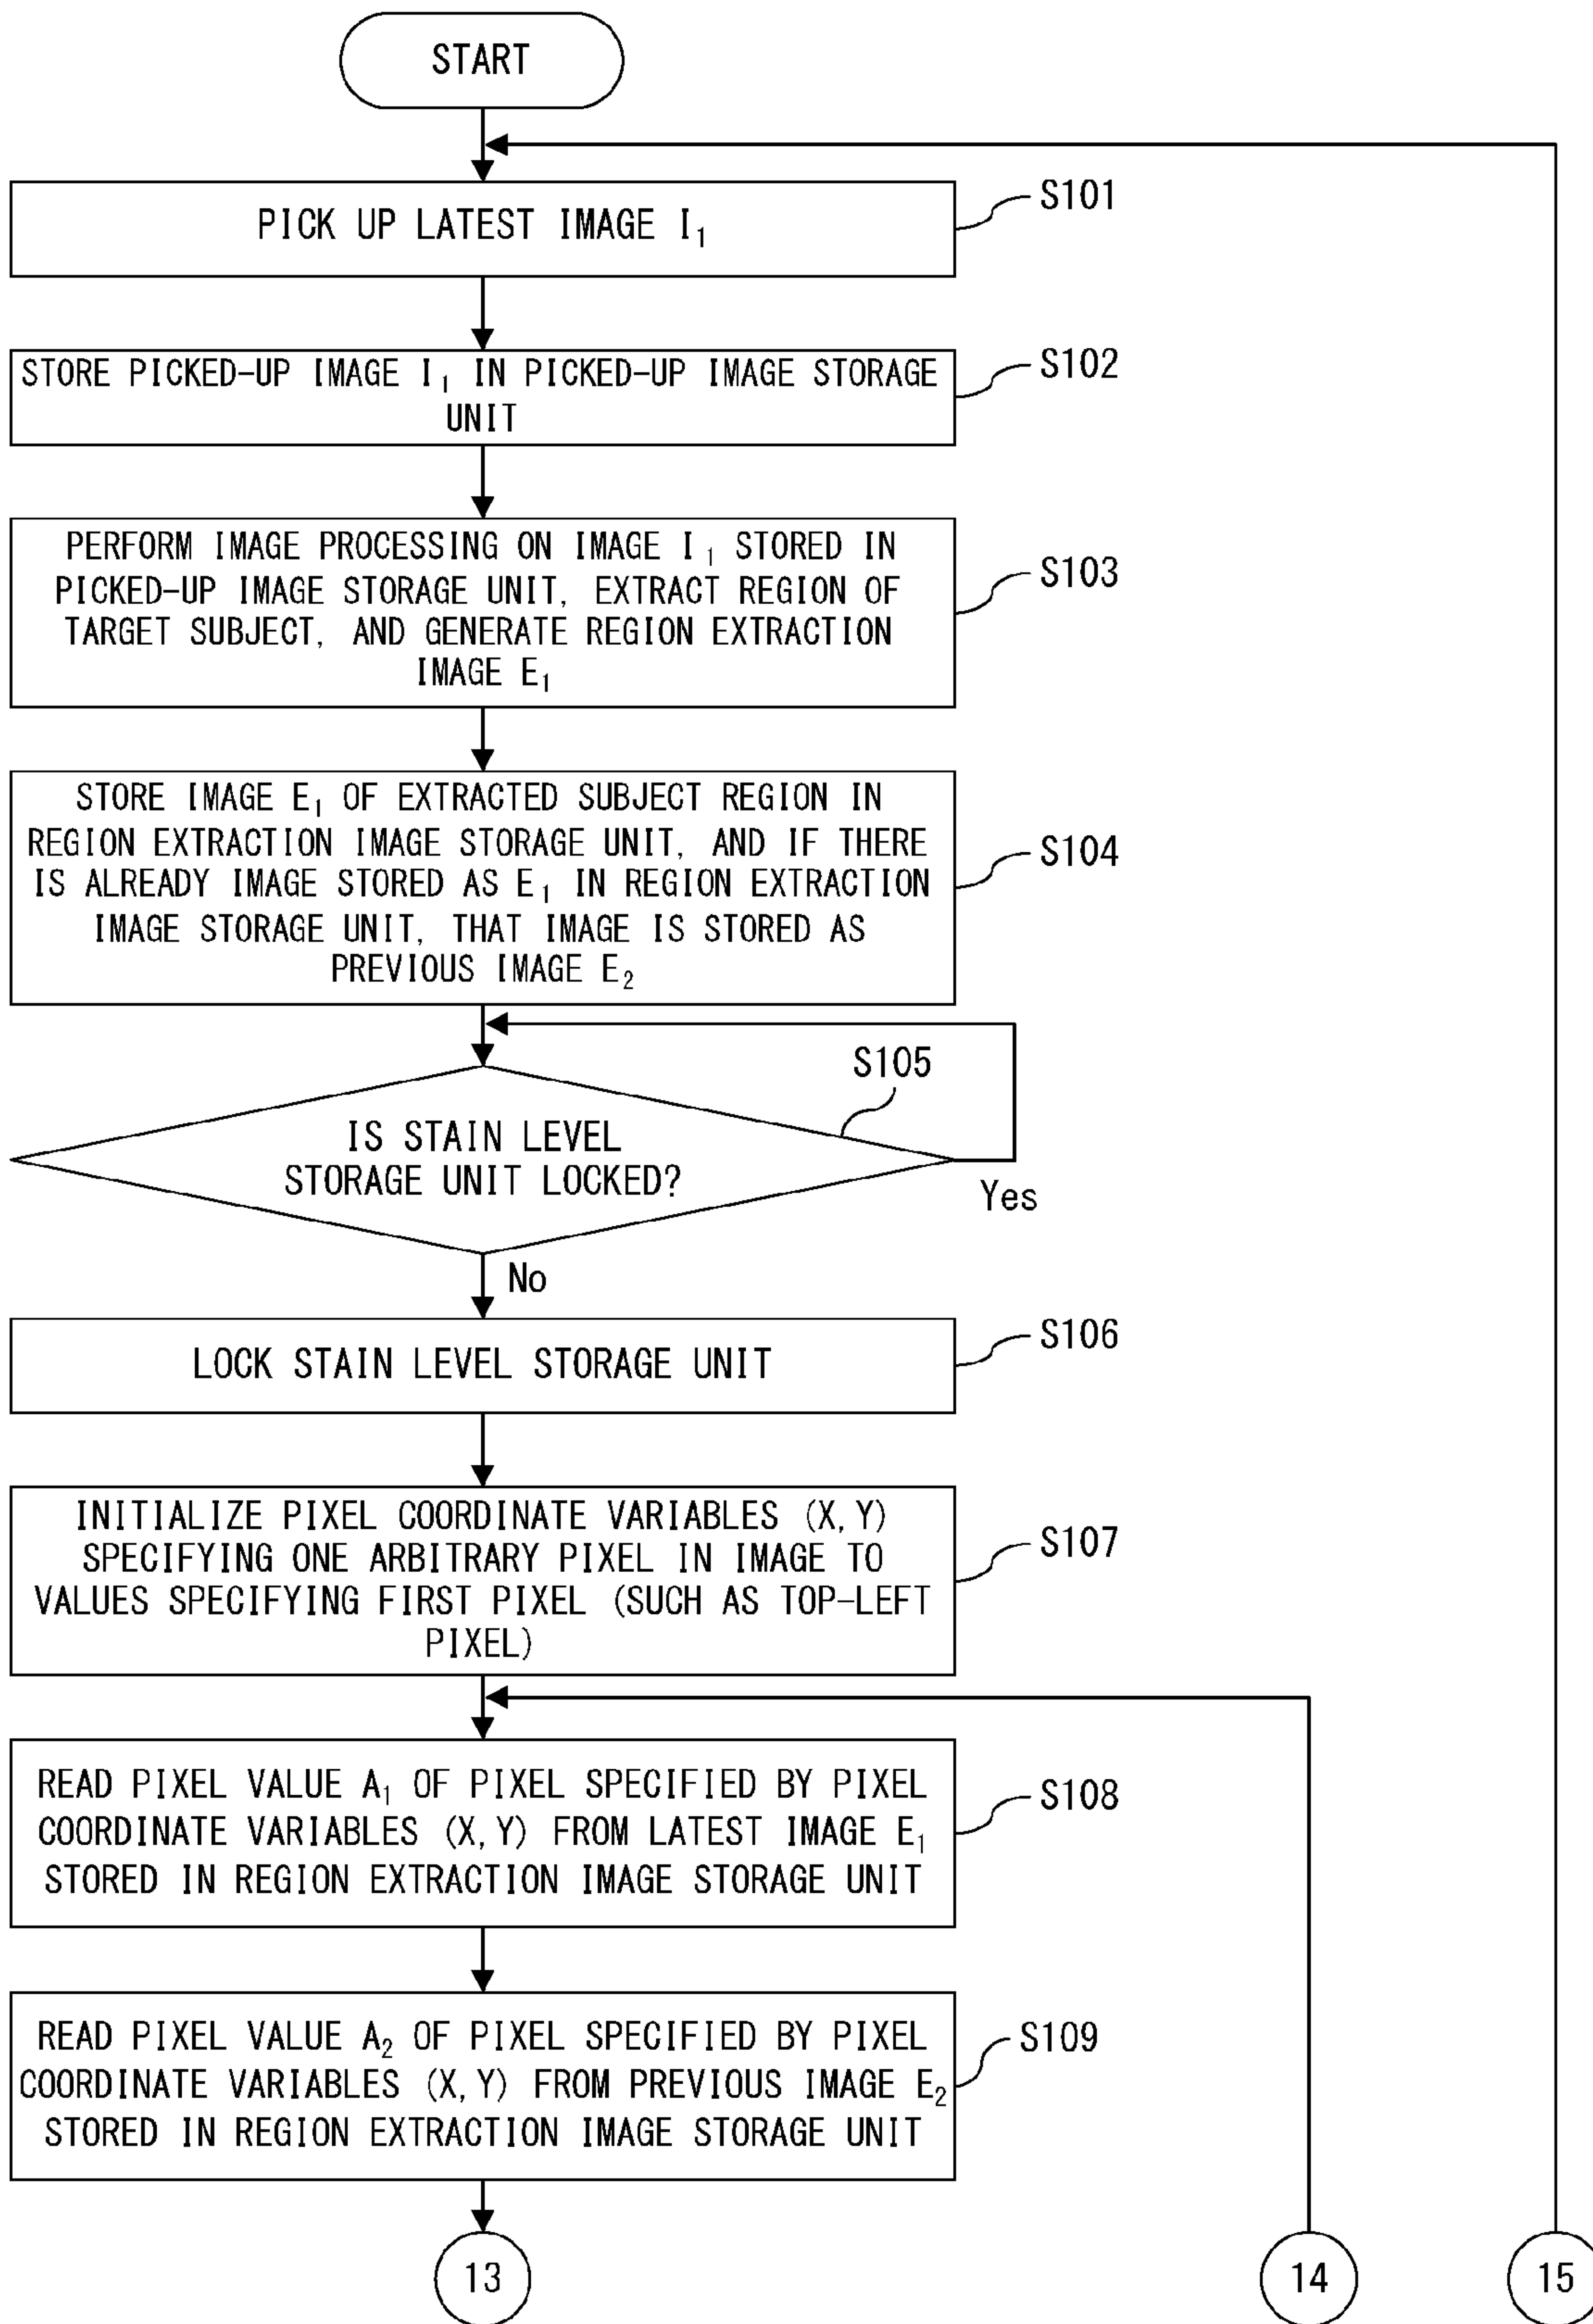 START
PICK UP LATEST IMAGE I₁
S101
STORE PICKED-UP IMAGE I₁ IN PICKED-UP IMAGE STORAGE
UNIT
S102
PERFORM IMAGE PROCESSING ON IMAGE I₁ STORED IN
PICKED-UP IMAGE STORAGE UNIT, EXTRACT REGION OF
TARGET SUBJECT, AND GENERATE REGION EXTRACTION
IMAGE E₁
S103
STORE IMAGE E₁ OF EXTRACTED SUBJECT REGION IN
REGION EXTRACTION IMAGE STORAGE UNIT, AND IF THERE
IS ALREADY IMAGE STORED AS E₁ IN REGION EXTRACTION
IMAGE STORAGE UNIT, THAT IMAGE IS STORED AS
PREVIOUS IMAGE E₂
S104
S105
IS STAIN LEVEL
STORAGE UNIT LOCKED?
Yes
No
LOCK STAIN LEVEL STORAGE UNIT
S106
INITIALIZE PIXEL COORDINATE VARIABLES (X, Y)
SPECIFYING ONE ARBITRARY PIXEL IN IMAGE TO
VALUES SPECIFYING FIRST PIXEL (SUCH AS TOP-LEFT
PIXEL)
S107
READ PIXEL VALUE A₁ OF PIXEL SPECIFIED BY PIXEL
COORDINATE VARIABLES (X, Y) FROM LATEST IMAGE E₁
STORED IN REGION EXTRACTION IMAGE STORAGE UNIT
S108
READ PIXEL VALUE A₂ OF PIXEL SPECIFIED BY PIXEL
COORDINATE VARIABLES (X, Y) FROM PREVIOUS IMAGE E₂
STORED IN REGION EXTRACTION IMAGE STORAGE UNIT
S109
13
14
15